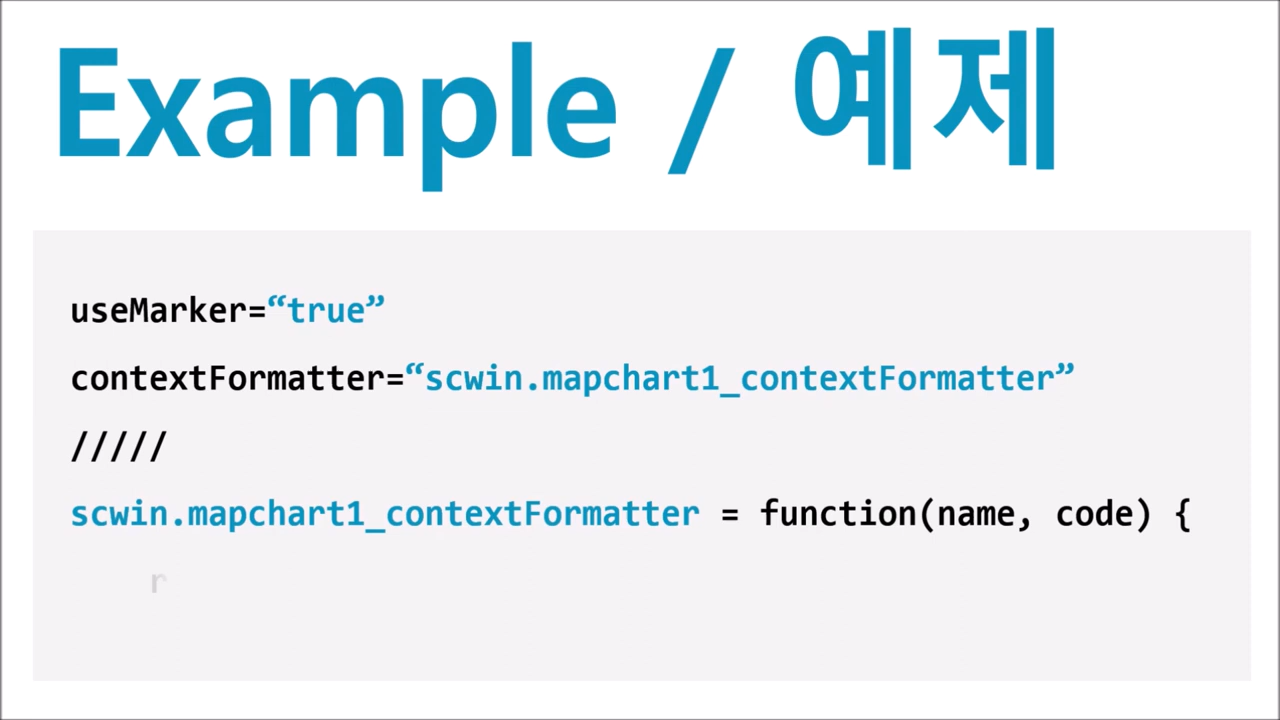 Example / 예제
useMarker=“true”
contextFormatter=“scwin.mapchart1_contextFormatter”
/////
scwin.mapchart1_contextFormatter = function(name, code) {
r